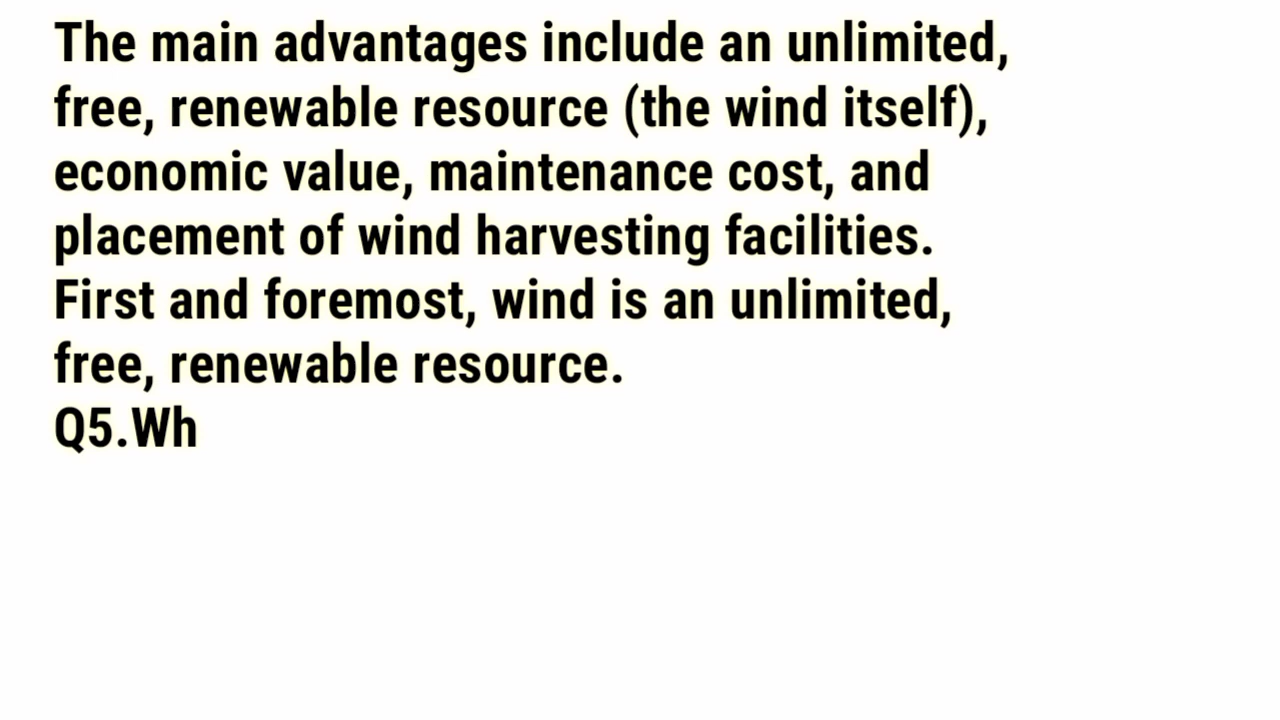 The main advantages include an unlimited,
free, renewable resource (the wind itself),
economic value, maintenance cost, and
placement of wind harvesting facilities.
First and foremost, wind is an unlimited,
free, renewable resource.
Q5.Wh